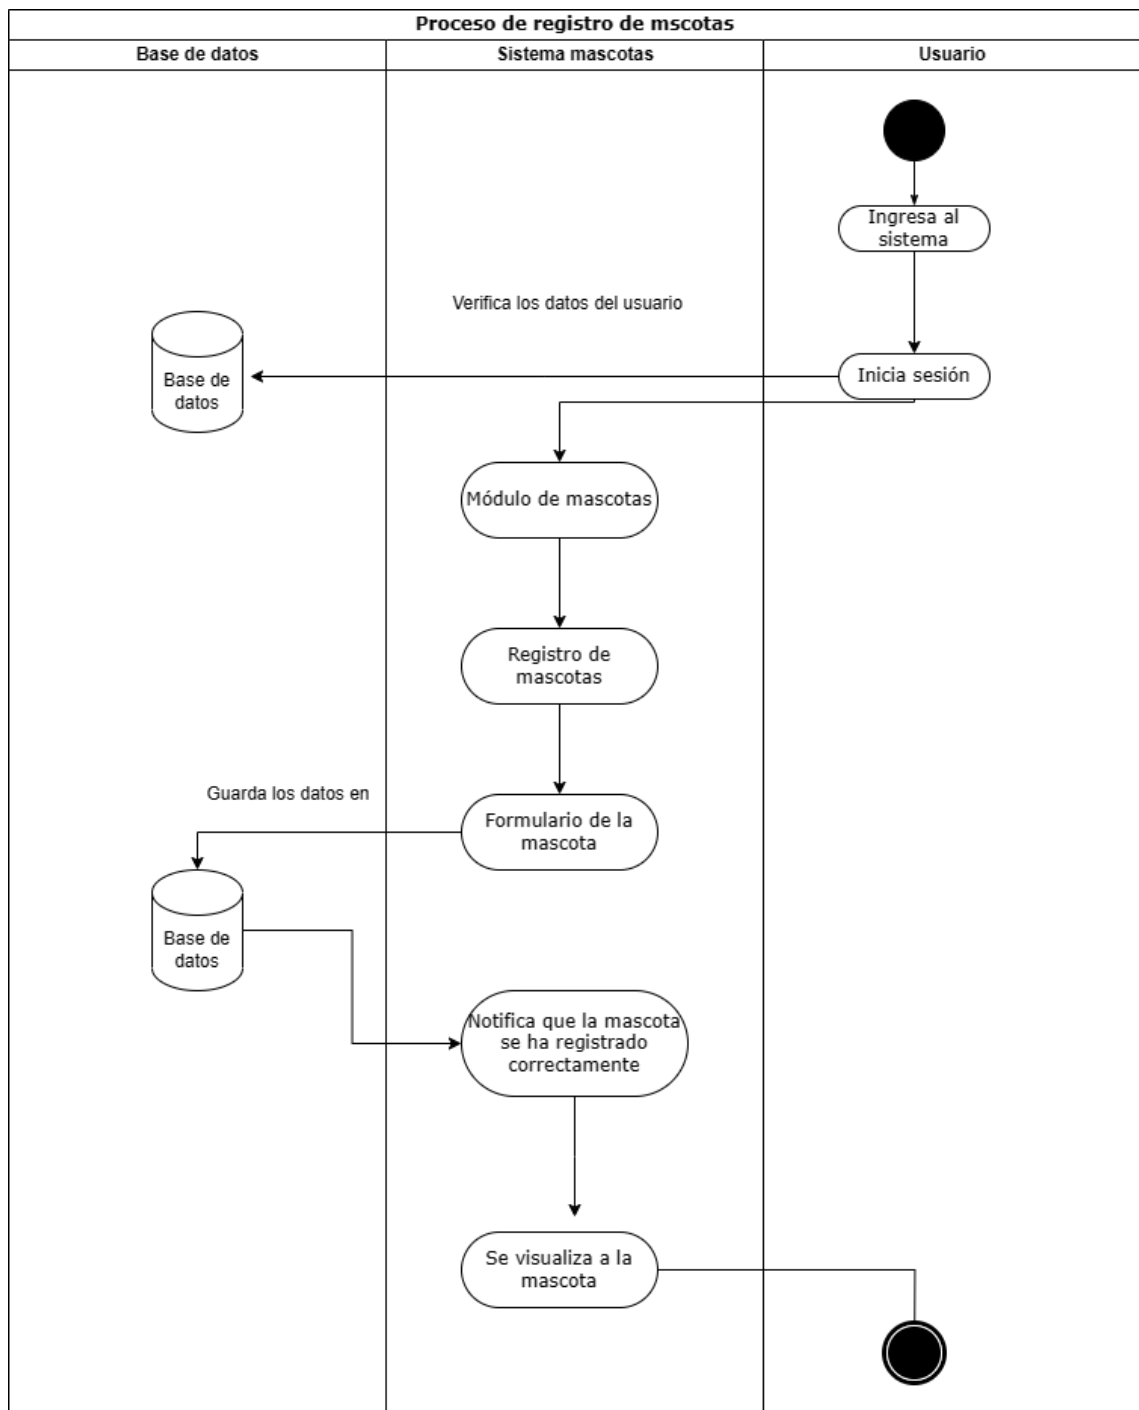 Proceso de registro de mscotas
Base de datos
Sistema mascotas
Usuario
Ingresa al
sistema
Verifica los datos del usuario
Base de
datos
Inicia sesión
Módulo de mascotas
Registro de
mascotas
Guarda los datos en
Formulario de la
mascota
Base de
datos
Notifica que la mascota
se ha registrado
correctamente
Se visualiza a la
mascota